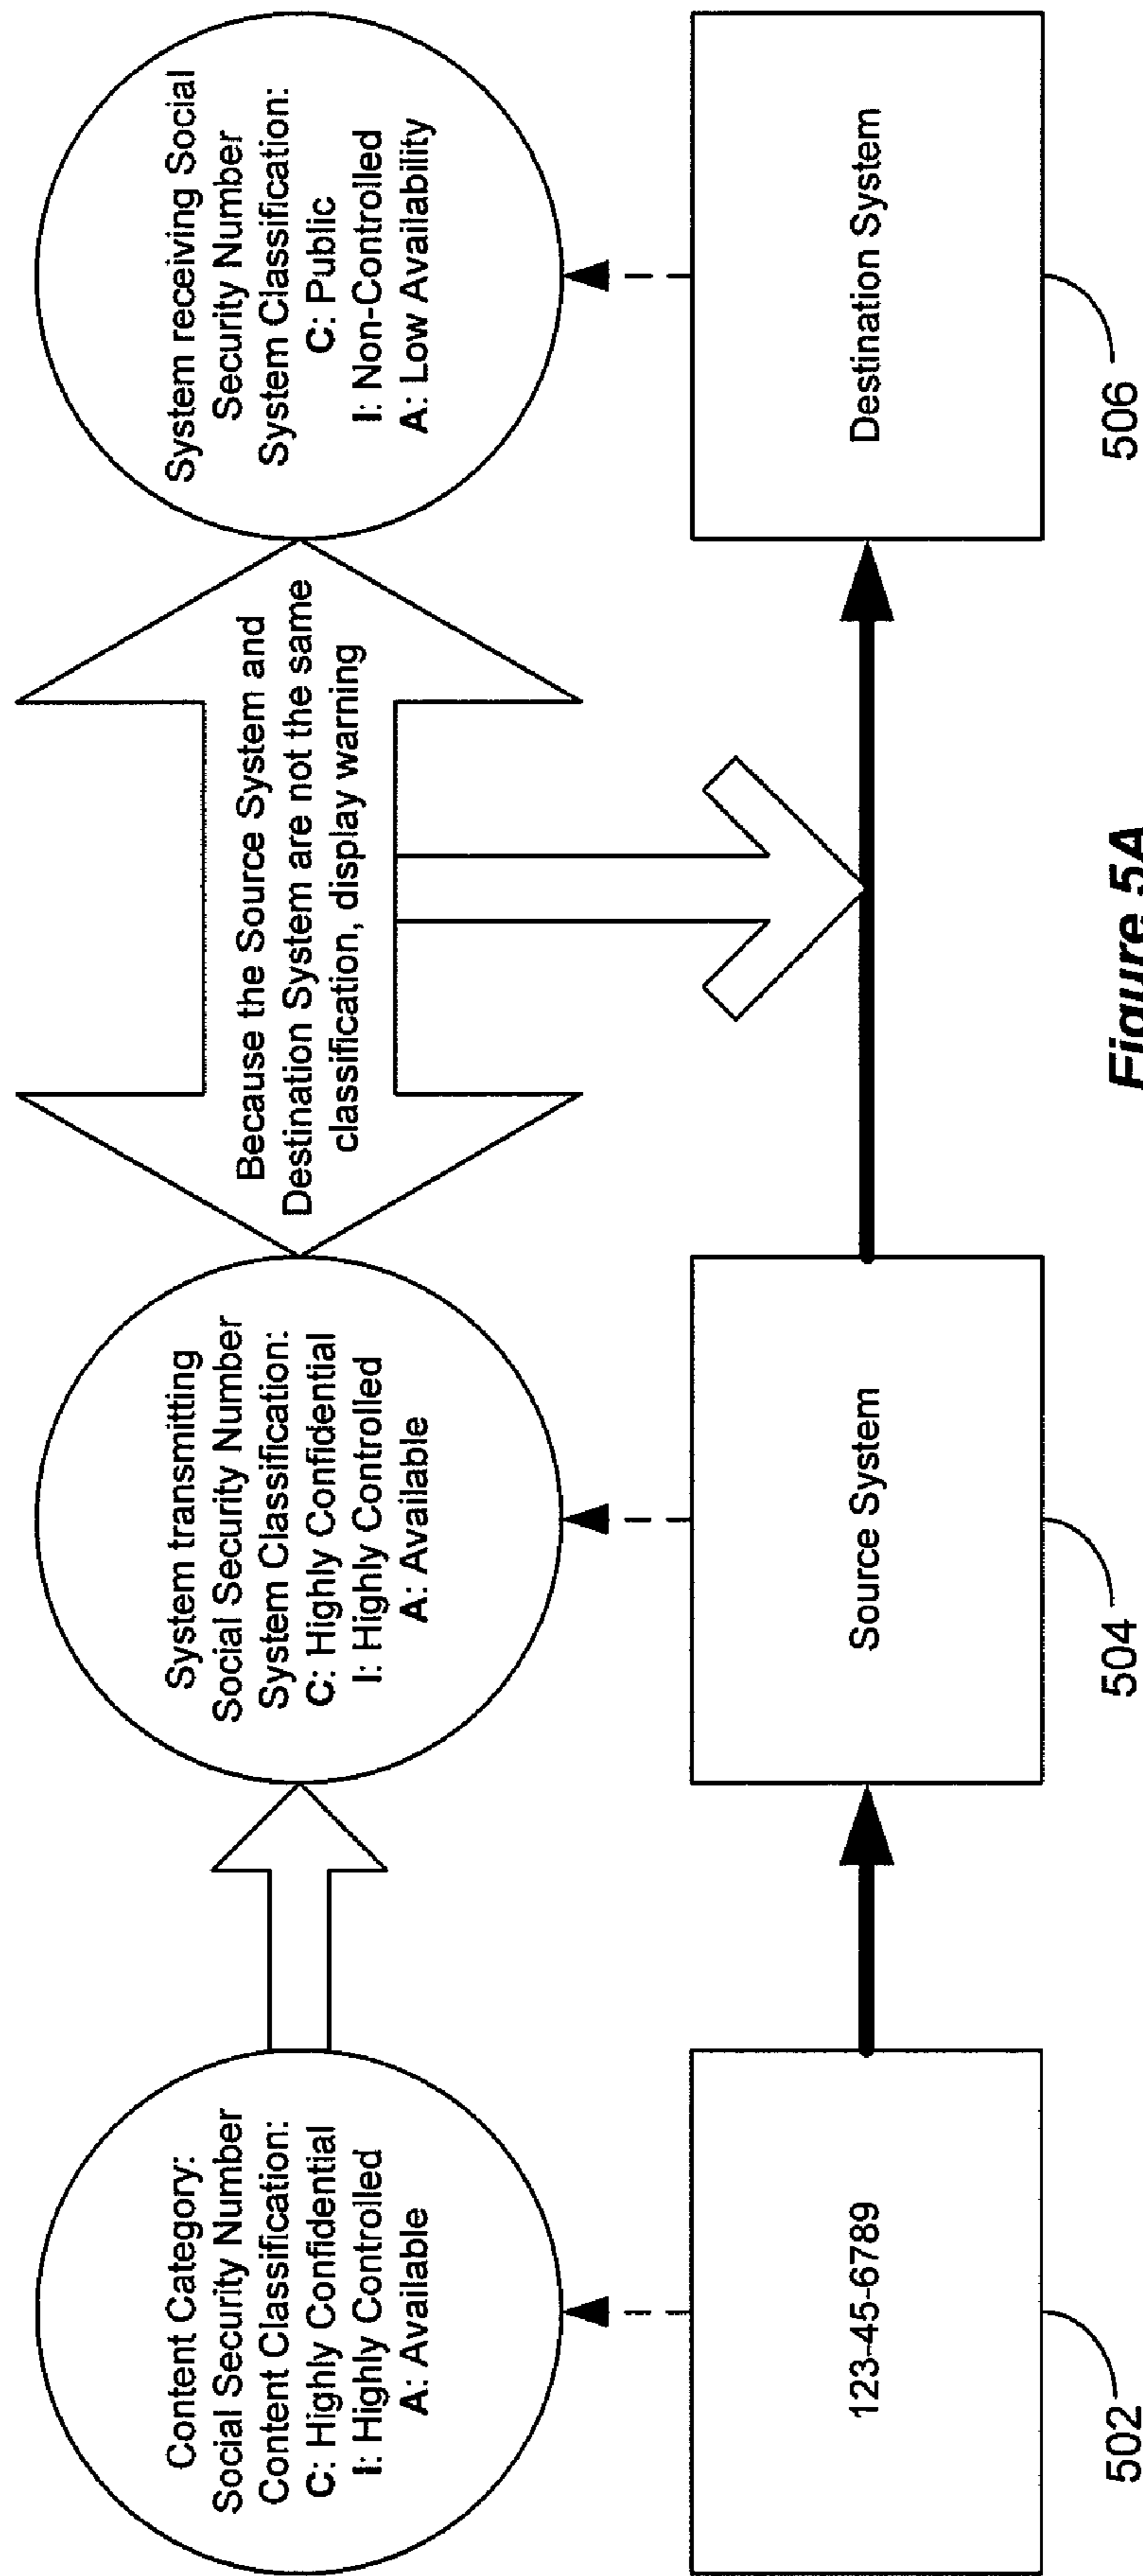 Content Category:
Social Security Number
Content Classification:
C: Highly Confidential
I: Highly Controlled
A: Available
System transmitting
Social Security Number
System Classification:
C: Highly Confidential
I: Highly Controlled
A: Available
Because the Source System and
Destination System are not the same
classification, display warning
System receiving Social
Security Number
System Classification:
C: Public
I: Non-Controlled
A: Low Availability
123-45-6789
Source System
Destination System
502
504
506
Figure 5A